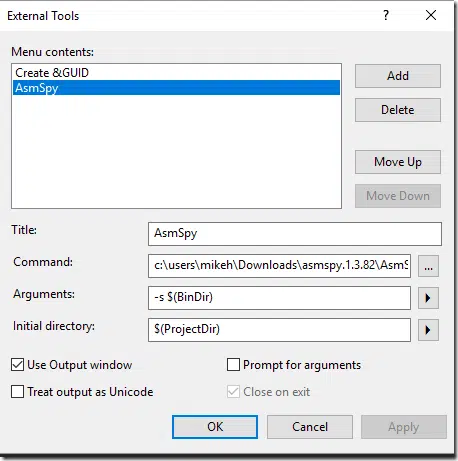 External Tools
Menu contents:
Create &GUID
AsmSpy
Add
Delete
Move Up
Move Down
Title: AsmSpy
Command: c:\users\mikeh\Downloads\asmspy.1.3.82\AsmS ...
Arguments: -s $(BinDir)
Initial directory: $(ProjectDir)
Use Output window Prompt for arguments
Treat output as Unicode Close on exit
OK Cancel Apply